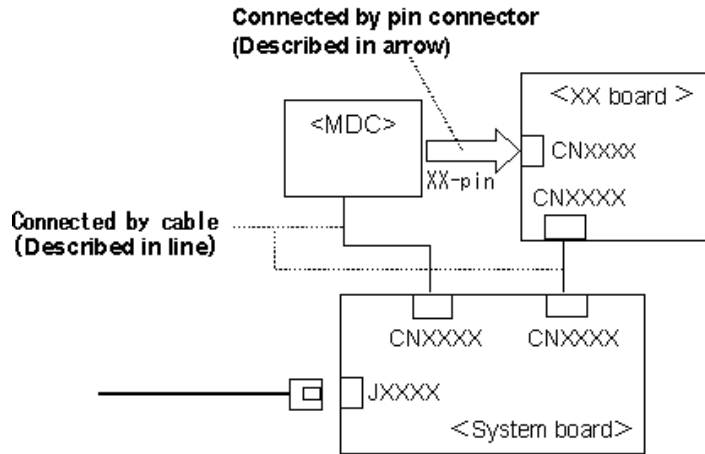 Connected by pin connector
(Described in arrow)
<XX board >
<MDC>
CNXXXX
XX-pin
CNXXXX
Connected by cable
(Described in line)
CNXXXX
CNXXXX
JXXXX
<System board>